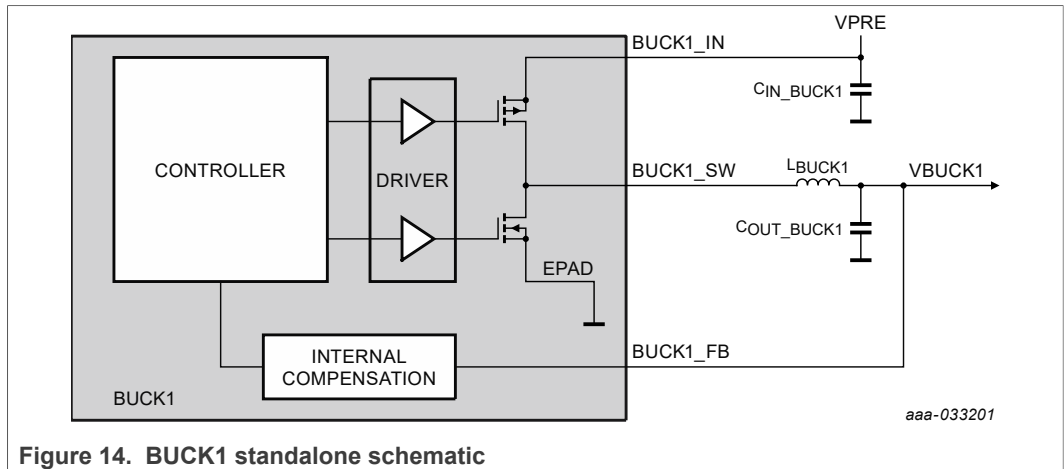 VPRE
BUCK1_IN
CIN_BUCK1
CONTROLLER
DRIVER
BUCK1_SW
LBUCK1
VBUCK1
COUT_BUCK1
EPAD
INTERNAL
COMPENSATION
BUCK1_FB
BUCK1
aaa-033201
Figure 14. BUCK1 standalone schematic